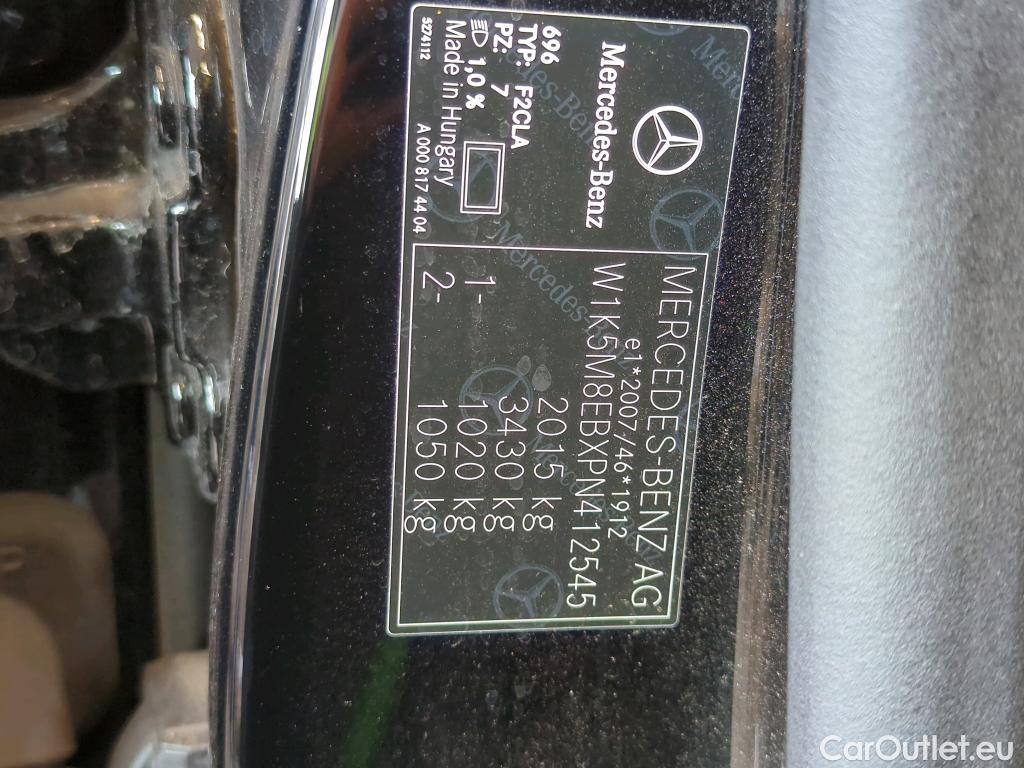 Mercedes-Benz
696
TYP: F2CLA
PZ: 7
1,0 %
Made in Hungary
5274112
A 000 817 44 04
MERCEDES-BENZ AG
e1*2007/46*1912
W1K5M8EBXPN412545
2015 kg
3430 kg
1- 1020 kg
2- 1050 kg
CarOutlet.eu